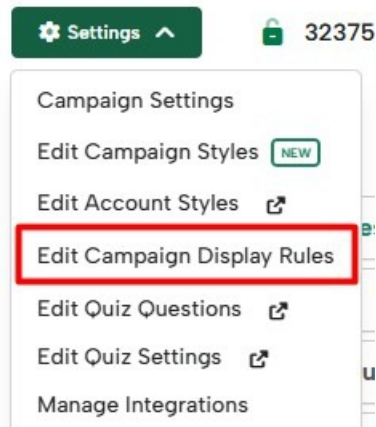 Settings 32375
Campaign Settings
Edit Campaign Styles NEW
Edit Account Styles
Edit Campaign Display Rules
Edit Quiz Questions
Edit Quiz Settings
Manage Integrations